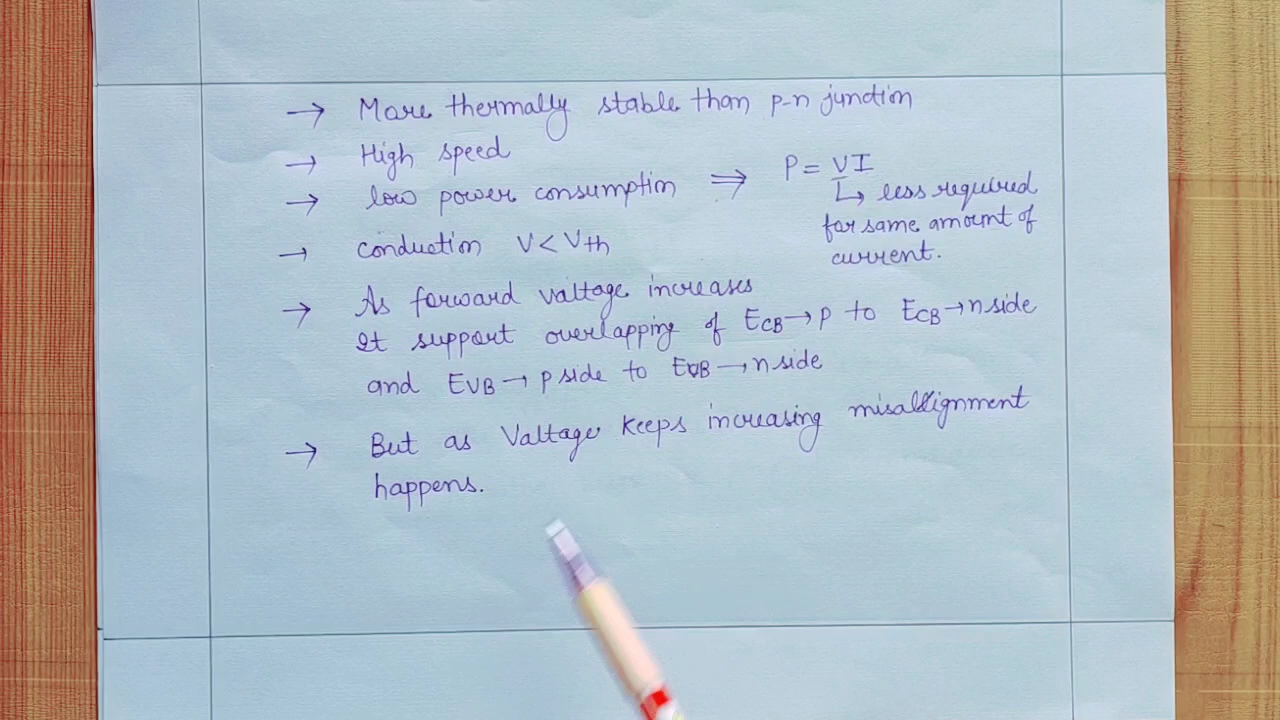 → More thermally stable than p-n junction
→ High speed
→ low power consumption ⇒ P = VI
↳ less required
for same amount of
current.
→ conduction V < Vth
→ As forward valtage increases
It support overlapping of ECB → p to ECB → n side
and EVB → p side to EVB → n side
→ But as Valtage keeps increasing misallignment
happens.